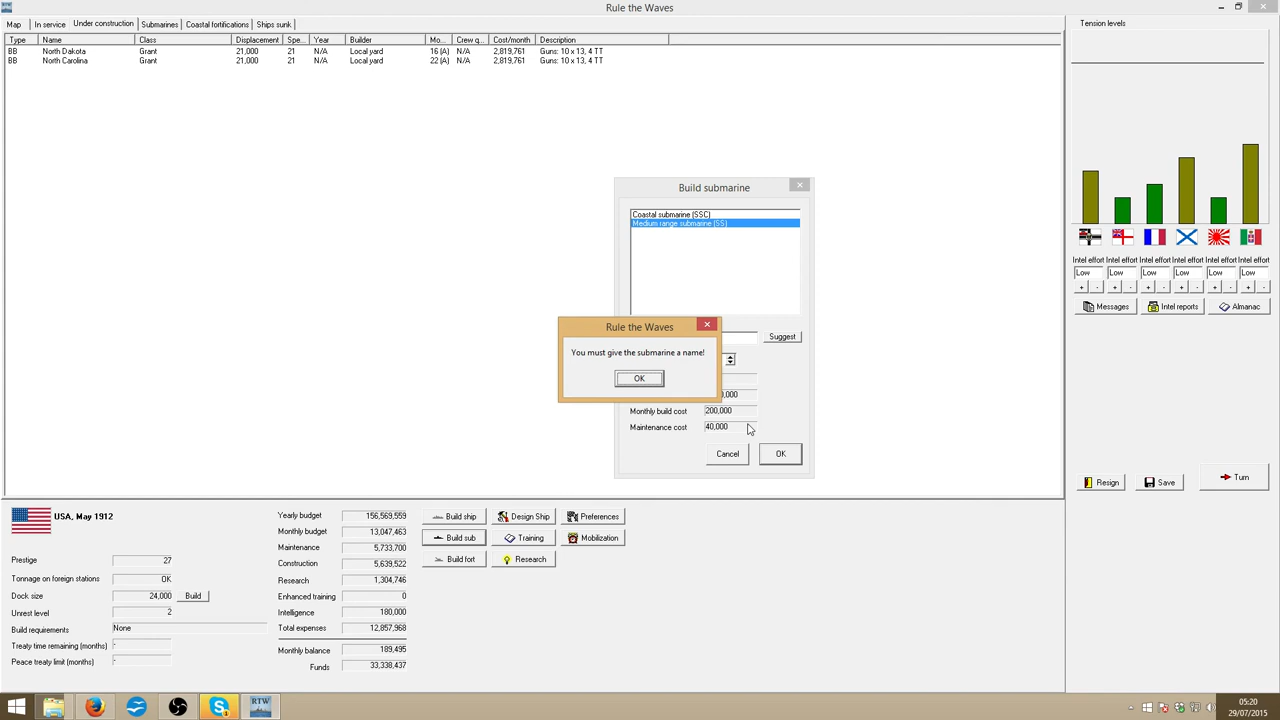 Rule the Waves
Map In service Under construction Submarines Coastal fortifications Ships sunk
Type Name Class Displacement Spe... Year Builder Mo... Crew q... Cost/month Description
BB North Dakota Grant 21,000 21 N/A Local yard 16 (A) N/A 2,819,761 Guns: 10 x 13, 4 TT
BB North Carolina Grant 21,000 21 N/A Local yard 22 (A) N/A 2,819,761 Guns: 10 x 13, 4 TT
Tension levels
Intel effort Intel effort Intel effort Intel effort Intel effort Intel effort
Low Low Low Low Low Low
+ - + - + - + - + - + -
Messages Intel reports Almanac
Resign Save Turn
Build submarine
Coastal submarine (SSC)
Medium range submarine (SS)
Suggest
Rule the Waves
You must give the submarine a name!
OK
Monthly build cost 200,000
Maintenance cost 40,000
Cancel OK
USA, May 1912
Prestige 27
Tonnage on foreign stations OK
Dock size 24,000 Build
Unrest level 2
Build requirements None
Treaty time remaining (months) -
Peace treaty limit (months) -
Yearly budget 156,569,559
Monthly budget 13,047,463
Maintenance 5,733,700
Construction 5,639,522
Research 1,304,746
Enhanced training 0
Intelligence 180,000
Total expenses 12,857,968
Monthly balance 189,495
Funds 33,338,437
Build ship Design Ship Preferences
Build sub Training Mobilization
Build fort Research
RTW
05:20
29/07/2015